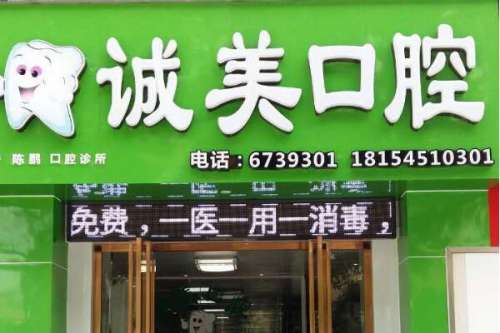 诚美口腔
陈鹏 口腔诊所
电话：6739301 18154510301
免费，一医一用一消毒，